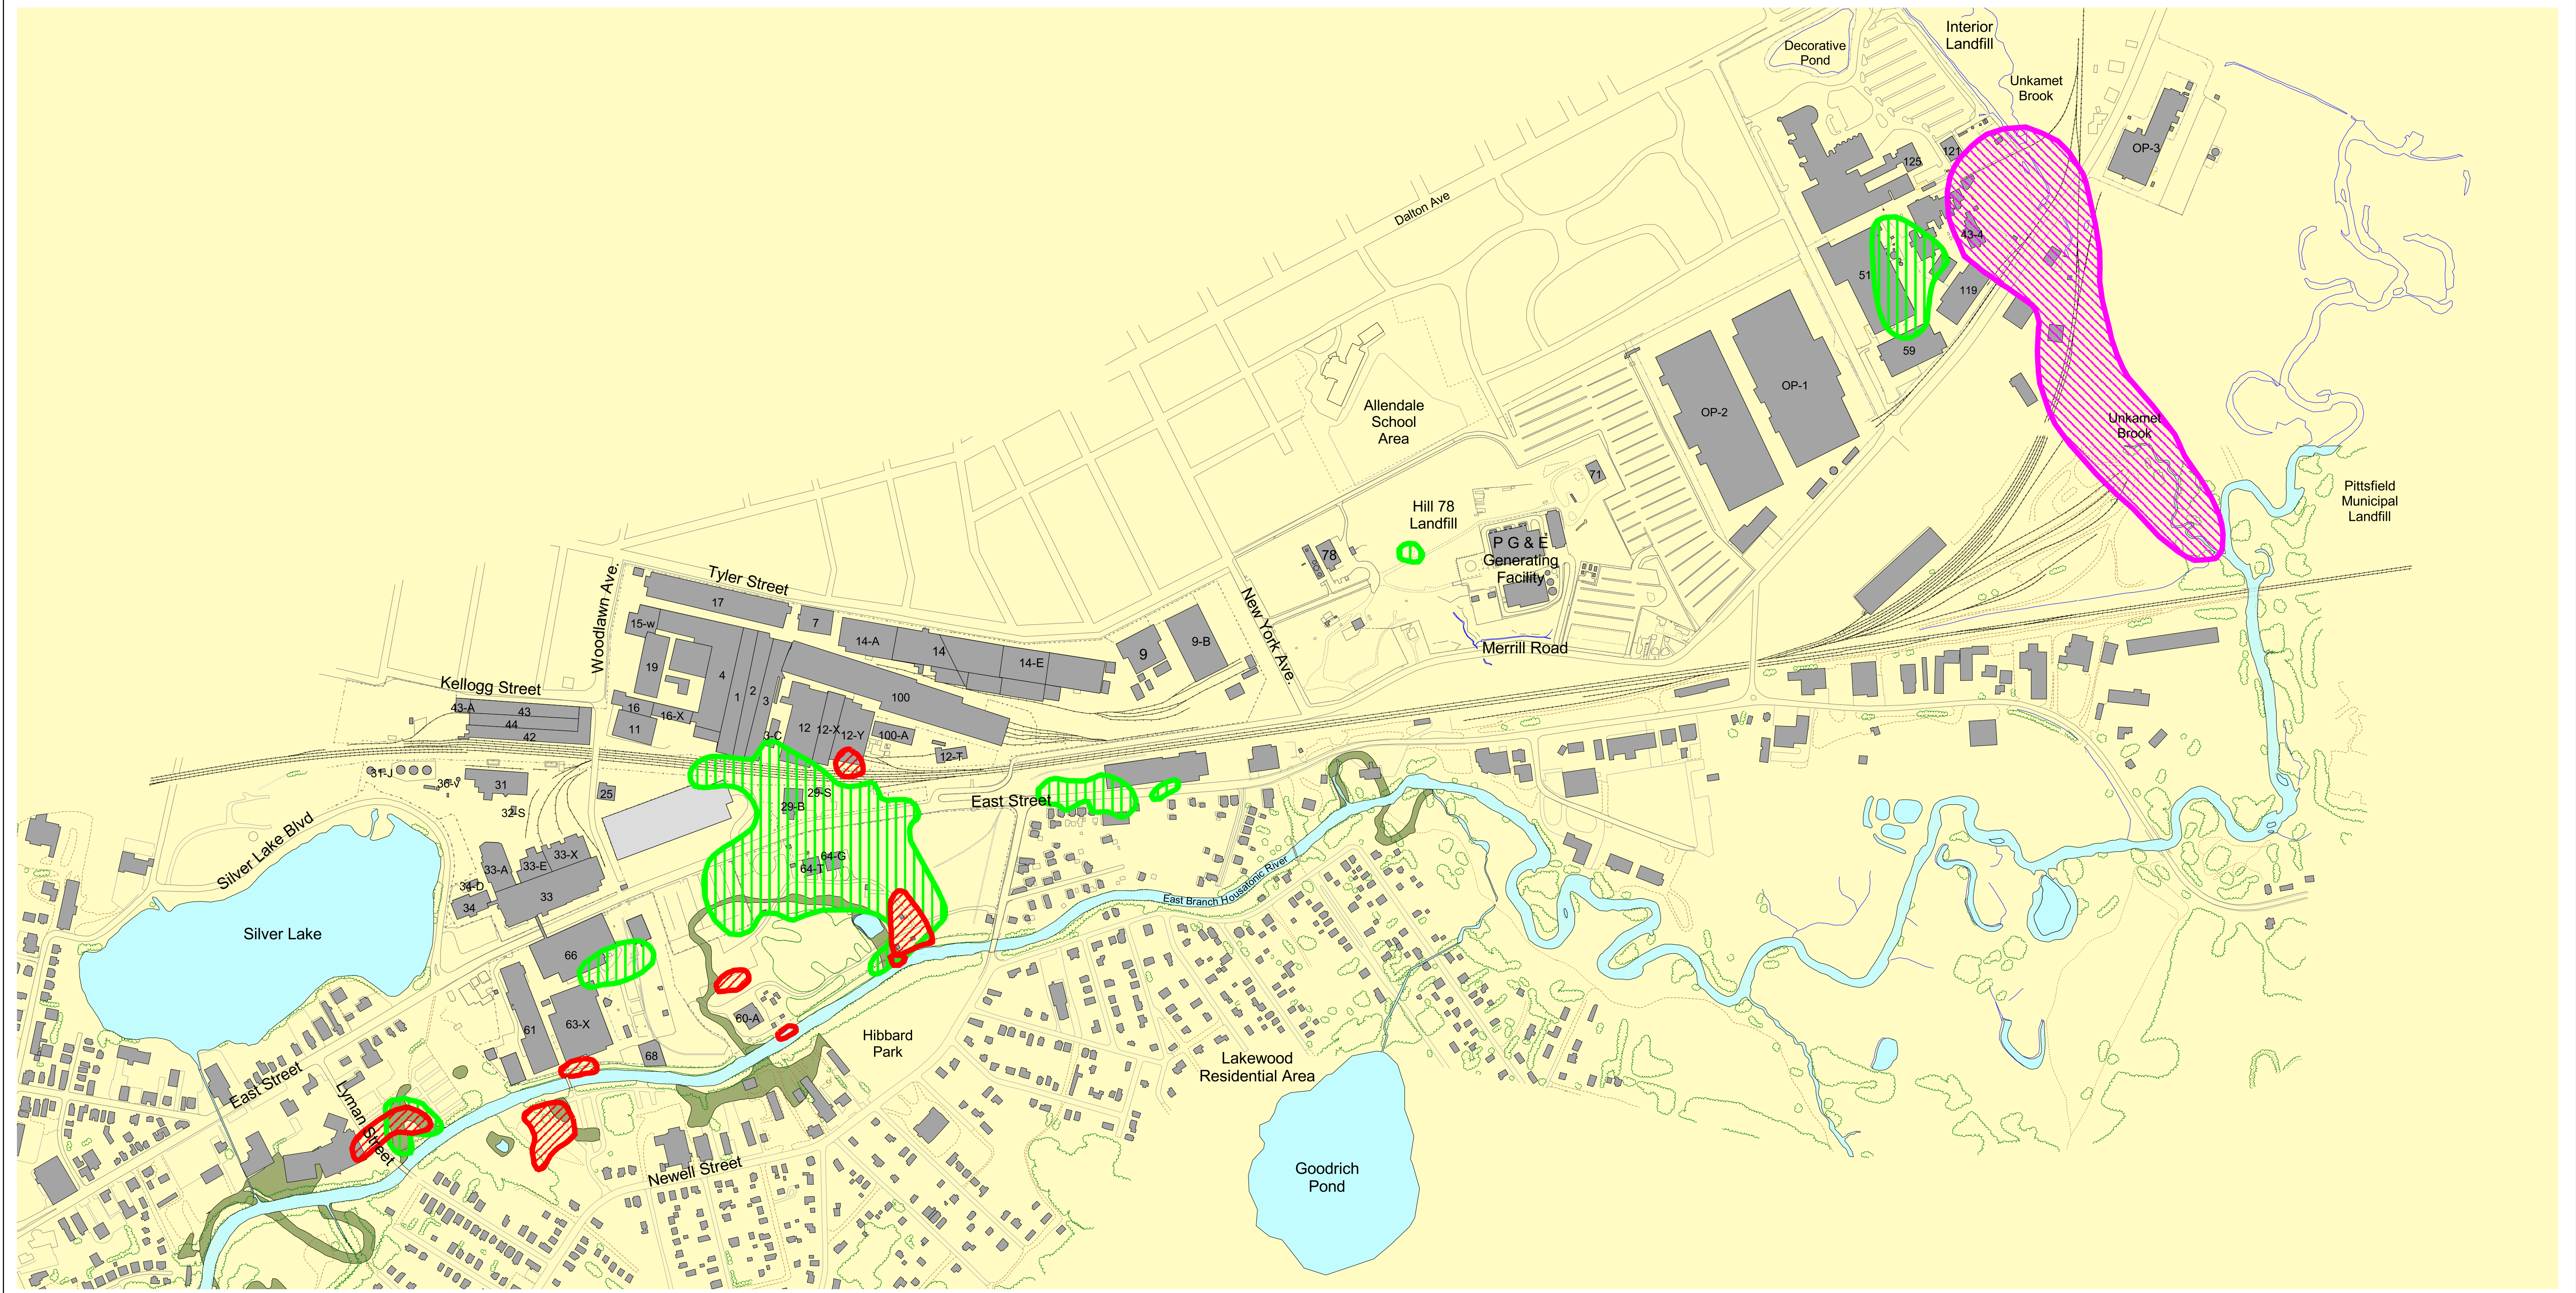 Interior
Landfill
Decorative
Pond
Unkamet
Brook
OP-3
121
125
43-4
51
119
59
Dalton Ave
OP-1
OP-2
Unkamet
Brook
Allendale
School
Area
71
Hill 78
Landfill
Pittsfield
Municipal
Landfill
P G & E
Generating
Facility
78
Tyler Street
Woodlawn Ave.
New York Ave.
Merrill Road
17
7
15-w
14-A
14
14-E
9
9-B
19
4
1
2
3
100
Kellogg Street
43-A
43
44
42
16
16-X
11
3-C
12
12-X
12-Y
100-A
12-T
31-J
36-V
31
32-S
25
29-S
29-B
East Street
Silver Lake Blvd
33-X
33-E
33-A
34-D
34
33
64-G
64-T
East Branch Housatonic River
Silver Lake
66
61
63-X
60-A
68
Hibbard
Park
Lakewood
Residential Area
East Street
Lyman Street
Newell Street
Goodrich
Pond